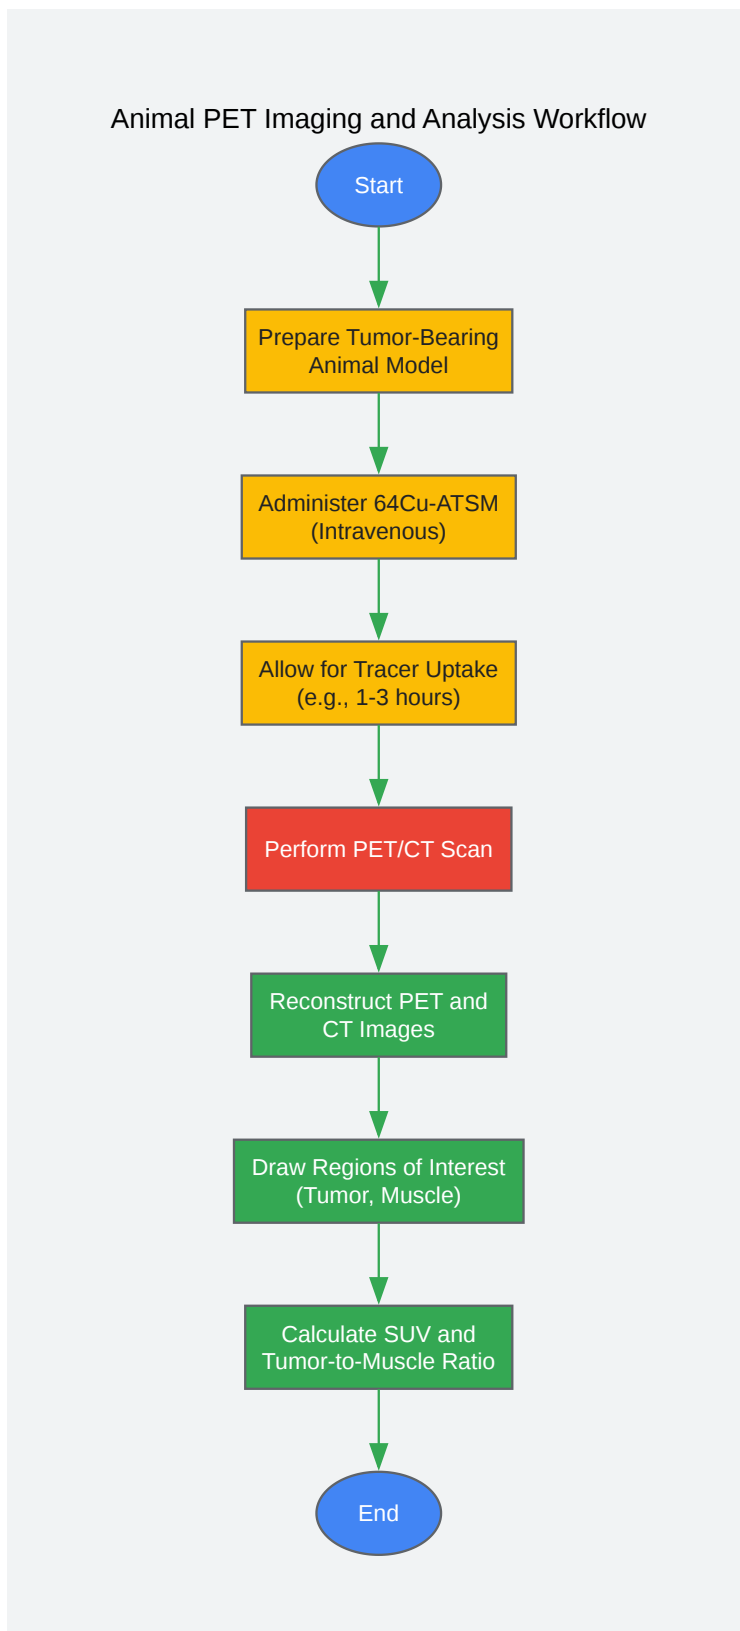 Animal PET Imaging and Analysis Workflow
Start
Prepare Tumor-Bearing
Animal Model
Administer 64Cu-ATSM
(Intravenous)
Allow for Tracer Uptake
(e.g., 1-3 hours)
Perform PET/CT Scan
Reconstruct PET and
CT Images
Draw Regions of Interest
(Tumor, Muscle)
Calculate SUV and
Tumor-to-Muscle Ratio
End